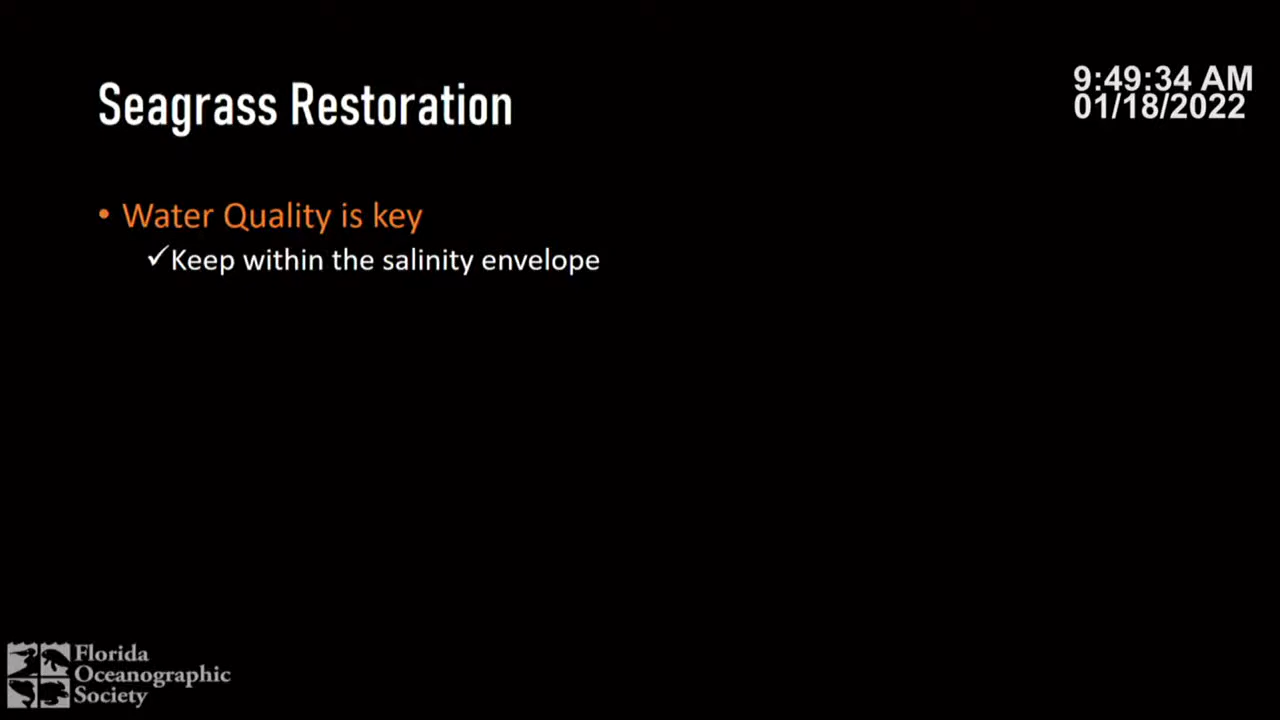 Seagrass Restoration
9:49:34 AM
01/18/2022
• Water Quality is key
✓Keep within the salinity envelope
Florida
Oceanographic
Society